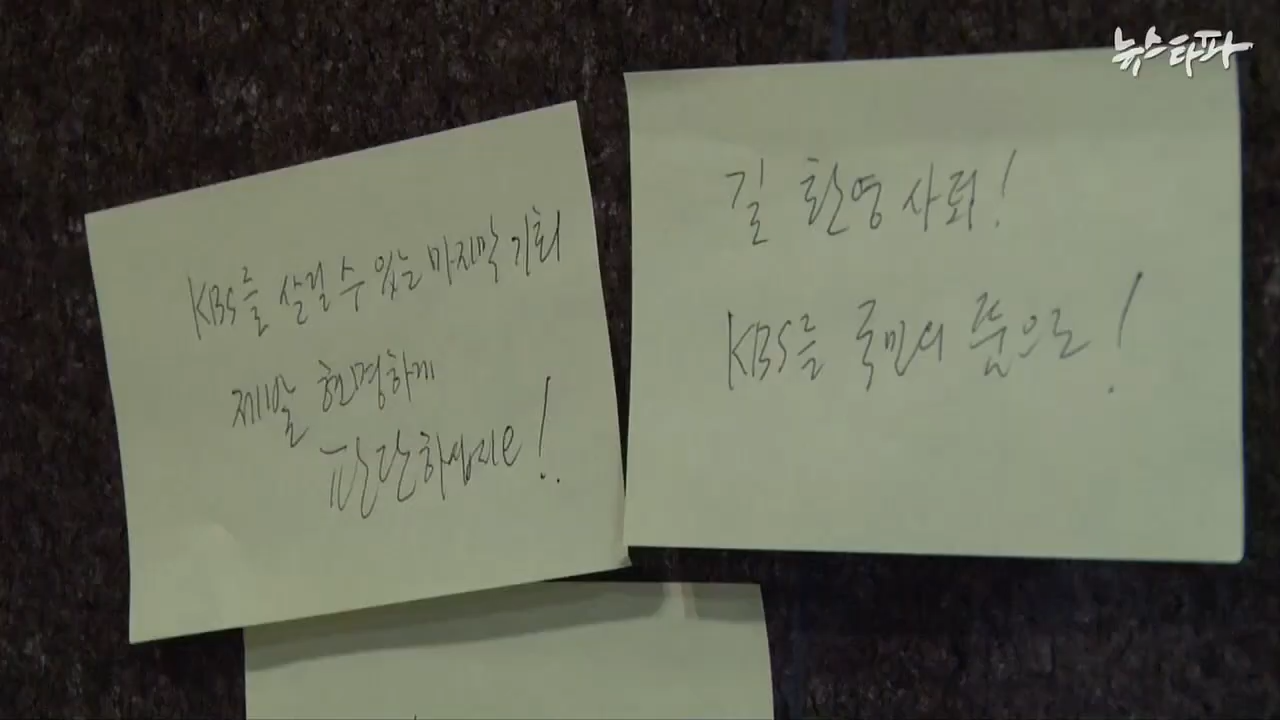 뉴스타파
KBS를 살릴 수 있는 마지막 기회
제발 현명하게
판단하십시요!
길환영 사퇴!
KBS를 국민의 품으로!